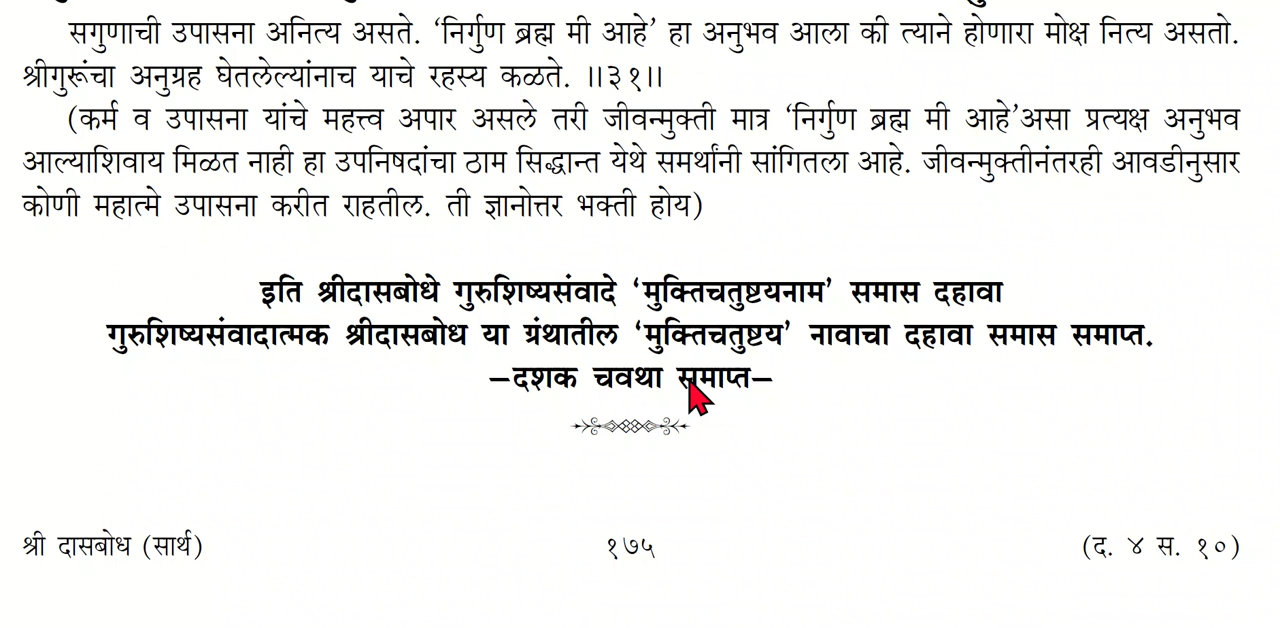 सगुणाची उपासना अनित्य असते. ‘निर्गुण ब्रह्म मी आहे’ हा अनुभव आला की त्याने होणारा मोक्ष नित्य असतो.
श्रीगुरूंचा अनुग्रह घेतलेल्यांनाच याचे रहस्य कळते. ॥३१॥
(कर्म व उपासना यांचे महत्त्व अपार असले तरी जीवन्मुक्ती मात्र ‘निर्गुण ब्रह्म मी आहे’असा प्रत्यक्ष अनुभव
आल्याशिवाय मिळत नाही हा उपनिषदांचा ठाम सिद्धान्त येथे समर्थांनी सांगितला आहे. जीवन्मुक्तीनंतरही आवडीनुसार
कोणी महात्मे उपासना करीत राहतील. ती ज्ञानोत्तर भक्ती होय)
इति श्रीदासबोधे गुरुशिष्यसंवादे ‘मुक्तिचतुष्टयनाम’ समास दहावा
गुरुशिष्यसंवादात्मक श्रीदासबोध या ग्रंथातील ‘मुक्तिचतुष्टय’ नावाचा दहावा समास समाप्त.
–दशक चवथा समाप्त–
श्री दासबोध (सार्थ) १७५ (द. ४ स. १०)